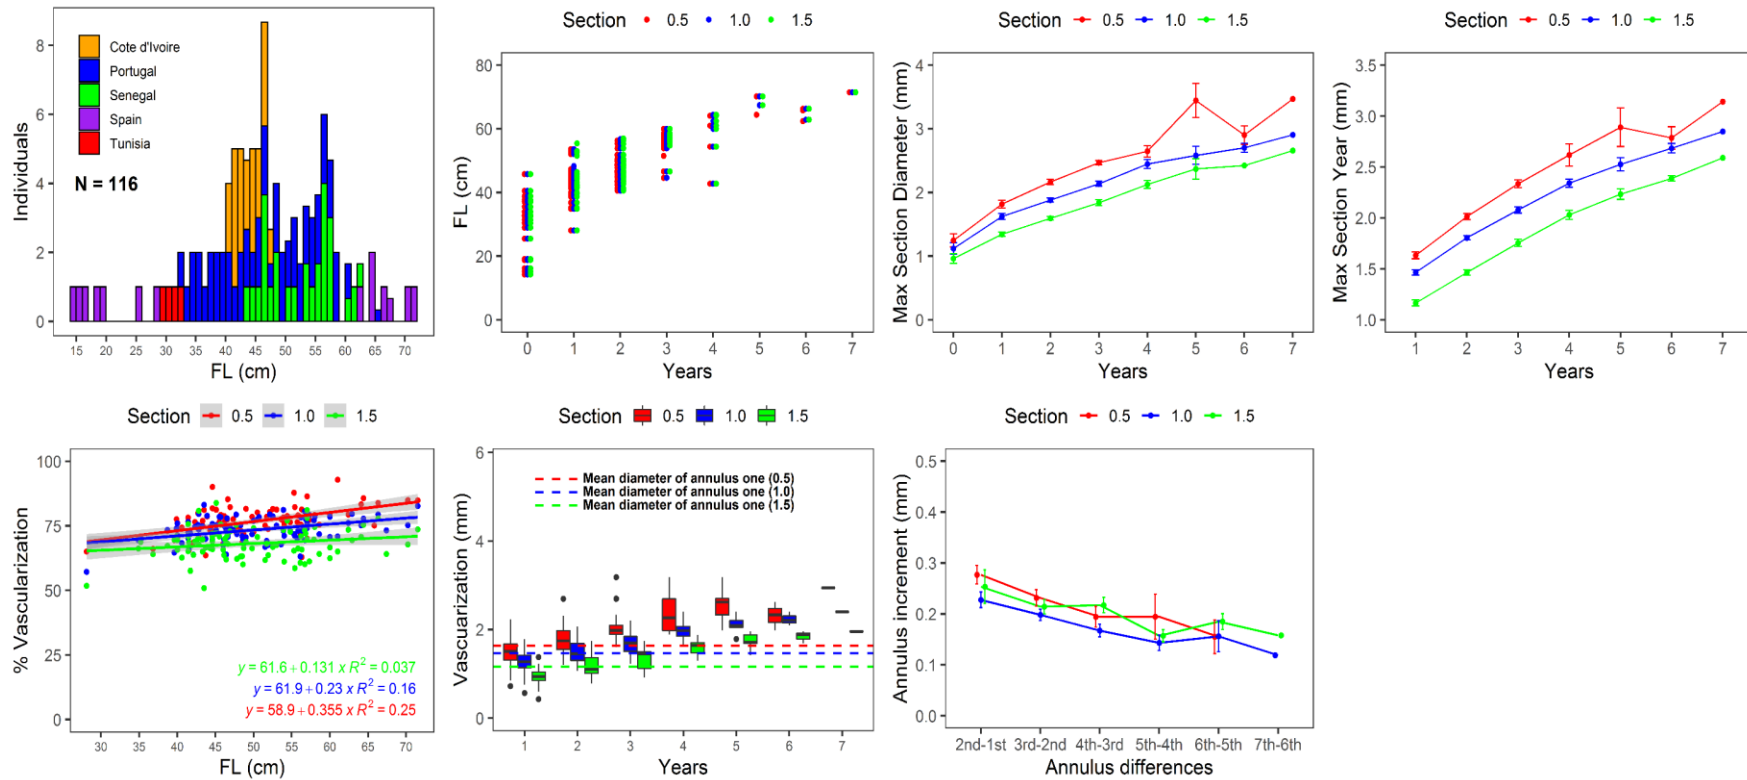 Individuals
8
6
4
2
0
Cote d'Ivoire
Portugal
Senegal
Spain
Tunisia
N = 116
15 20 25 30 35 40 45 50 55 60 65 70
FL (cm)
Section 0.5 1.0 1.5
FL (cm)
80
60
40
20
0
0 1 2 3 4 5 6 7
Years
Section 0.5 1.0 1.5
Max Section Diameter (mm)
4
3
2
1
0
0 1 2 3 4 5 6 7
Years
Section 0.5 1.0 1.5
Max Section Year (mm)
3.5
3.0
2.5
2.0
1.5
1.0
1 2 3 4 5 6 7
Years
Section 0.5 1.0 1.5
% Vascularization
100
75
50
25
0
y = 61.6 + 0.131 x R² = 0.037
y = 61.9 + 0.23 x R² = 0.16
y = 58.9 + 0.355 x R² = 0.25
30 35 40 45 50 55 60 65 70
FL (cm)
Section 0.5 1.0 1.5
Vascuarization (mm)
6
4
2
0
Mean diameter of annulus one (0.5)
Mean diameter of annulus one (1.0)
Mean diameter of annulus one (1.5)
1 2 3 4 5 6 7
Years
Section 0.5 1.0 1.5
Annulus increment (mm)
0.5
0.4
0.3
0.2
0.1
0.0
2nd-1st 3rd-2nd 4th-3rd 5th-4th 6th-5th 7th-6th
Annulus differences